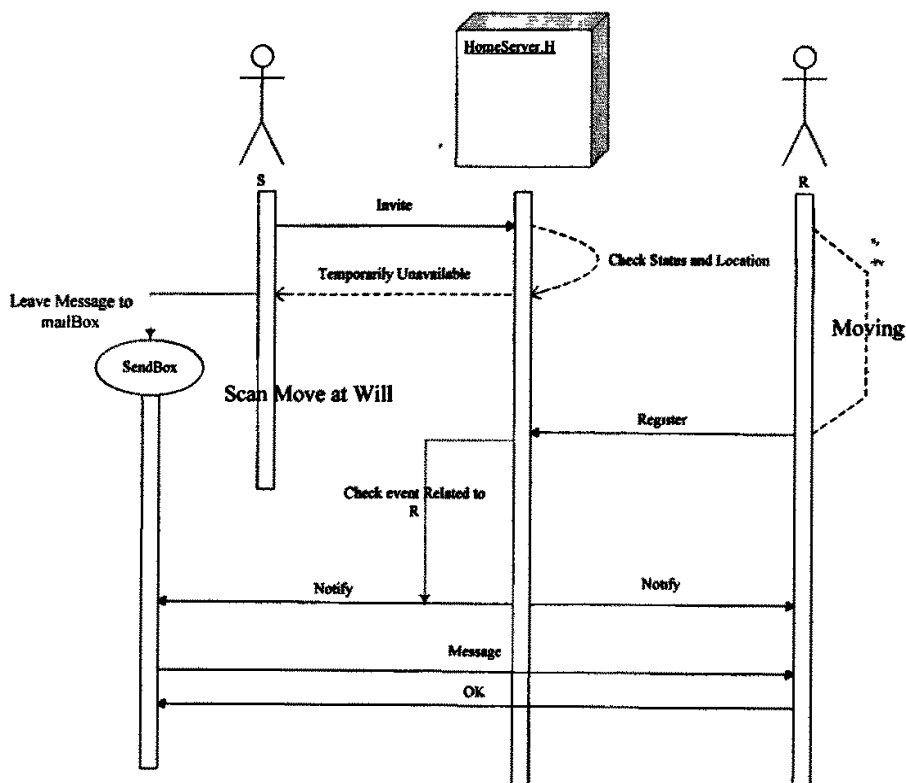 HomeServer.H
S
R
Invite
Check Status and Location
Temporarily Unavailable
Leave Message to
mailBox
Moving
SendBox
Scan Move at Will
Register
Check event Related to
R
Notify
Notify
Message
OK